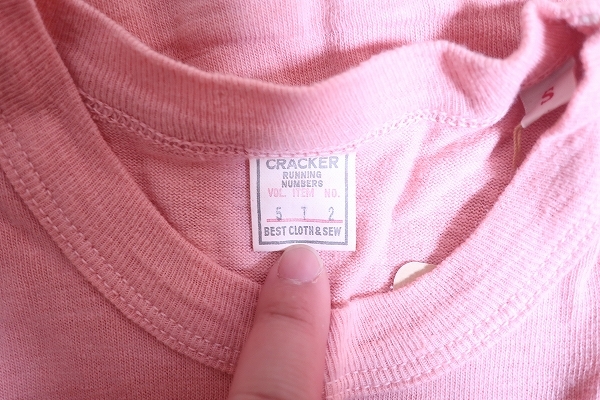 CRACKER
RUNNING
NUMBERS
VOL. ITEM NO.
5 T 2
BEST CLOTH & SEW
S